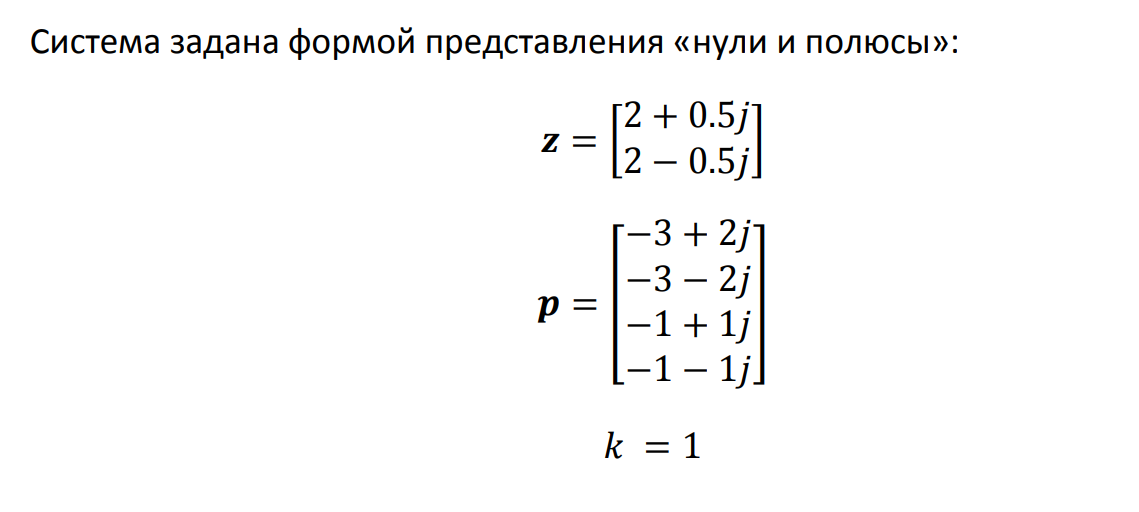 Система задана формой представления «нули и полюсы»:
z = [2 + 0.5j
2 − 0.5j]
p = [−3 + 2j
−3 − 2j
−1 + 1j
−1 − 1j]
k = 1